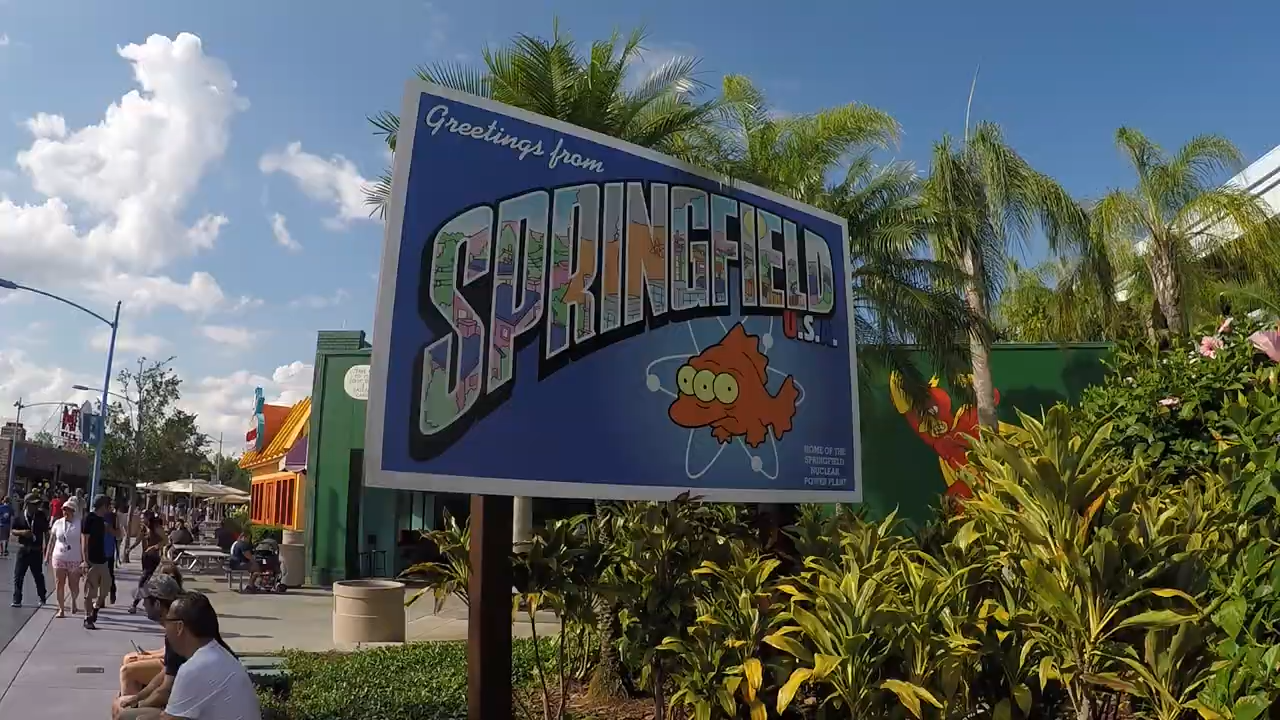 Greetings from
SPRINGFIELD
U.S.A.
HOME OF THE
SPRINGFIELD
NUCLEAR
POWER PLANT